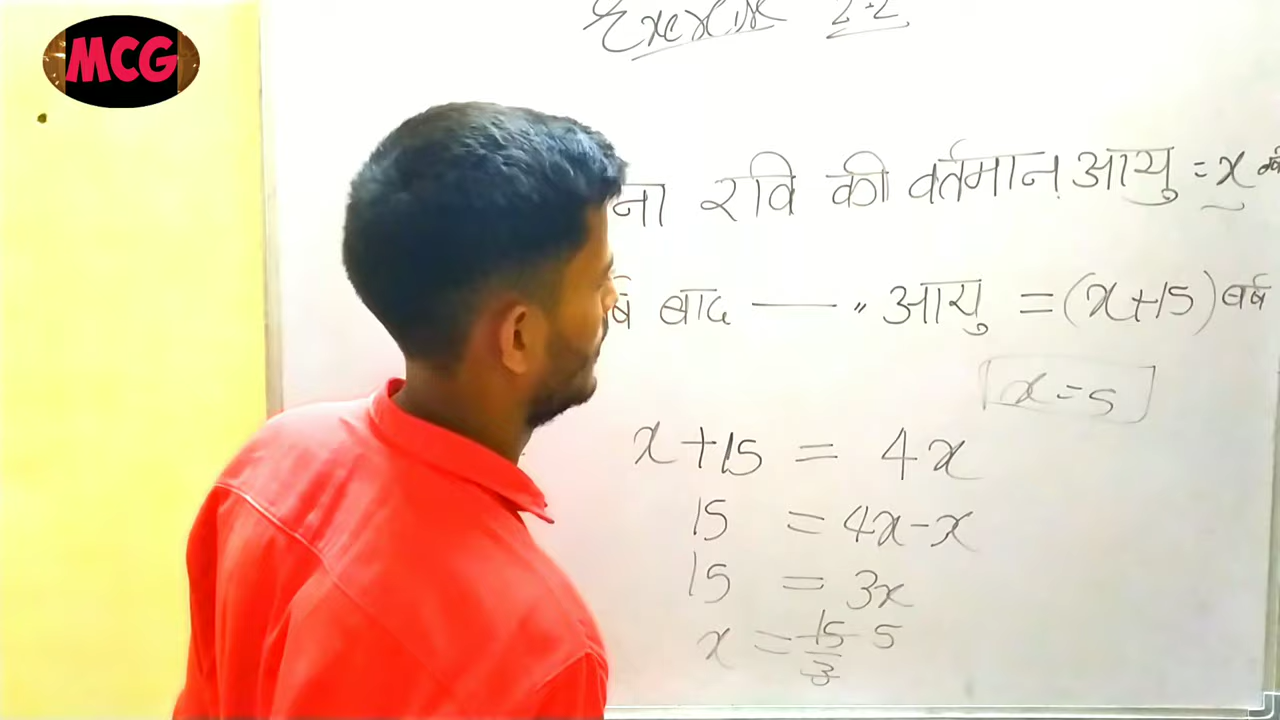 MCG
Exercise 2.2
ना रवि की वर्तमान आयु = x वर्ष
बाद —— " आयु = (x+15) वर्ष
x = 5
x + 15 = 4x
15 = 4x - x
15 = 3x
x = 15/3 5